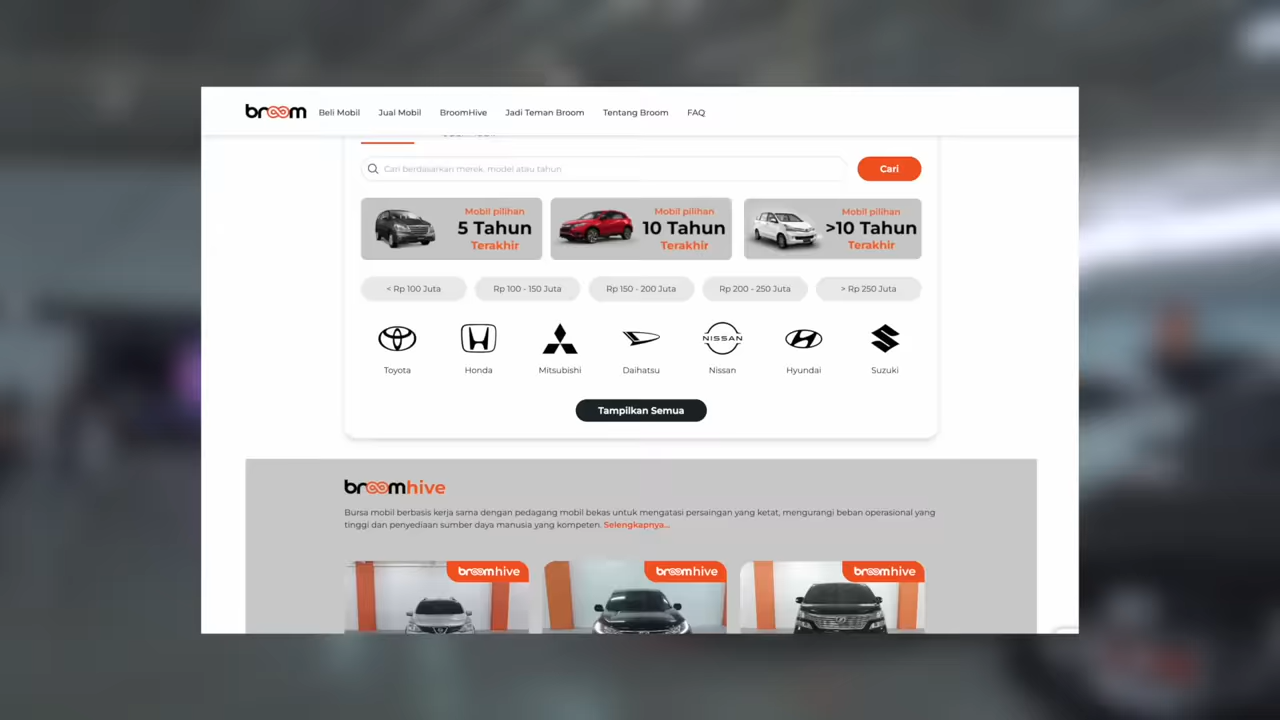 broom Beli Mobil Jual Mobil BroomHive Jadi Teman Broom Tentang Broom FAQ
Cari berdasarkan merek, model atau tahun Cari
Mobil pilihan
5 Tahun
Terakhir
Mobil pilihan
10 Tahun
Terakhir
Mobil pilihan
>10 Tahun
Terakhir
< Rp 100 Juta Rp 100 - 150 Juta Rp 150 - 200 Juta Rp 200 - 250 Juta > Rp 250 Juta
NISSAN
Toyota Honda Mitsubishi Daihatsu Nissan Hyundai Suzuki
Tampilkan Semua
broomhive
Bursa mobil berbasis kerja sama dengan pedagang mobil bekas untuk mengatasi persaingan yang ketat, mengurangi beban operasional yang
tinggi dan penyediaan sumber daya manusia yang kompeten. Selengkapnya...
broomhive broomhive broomhive